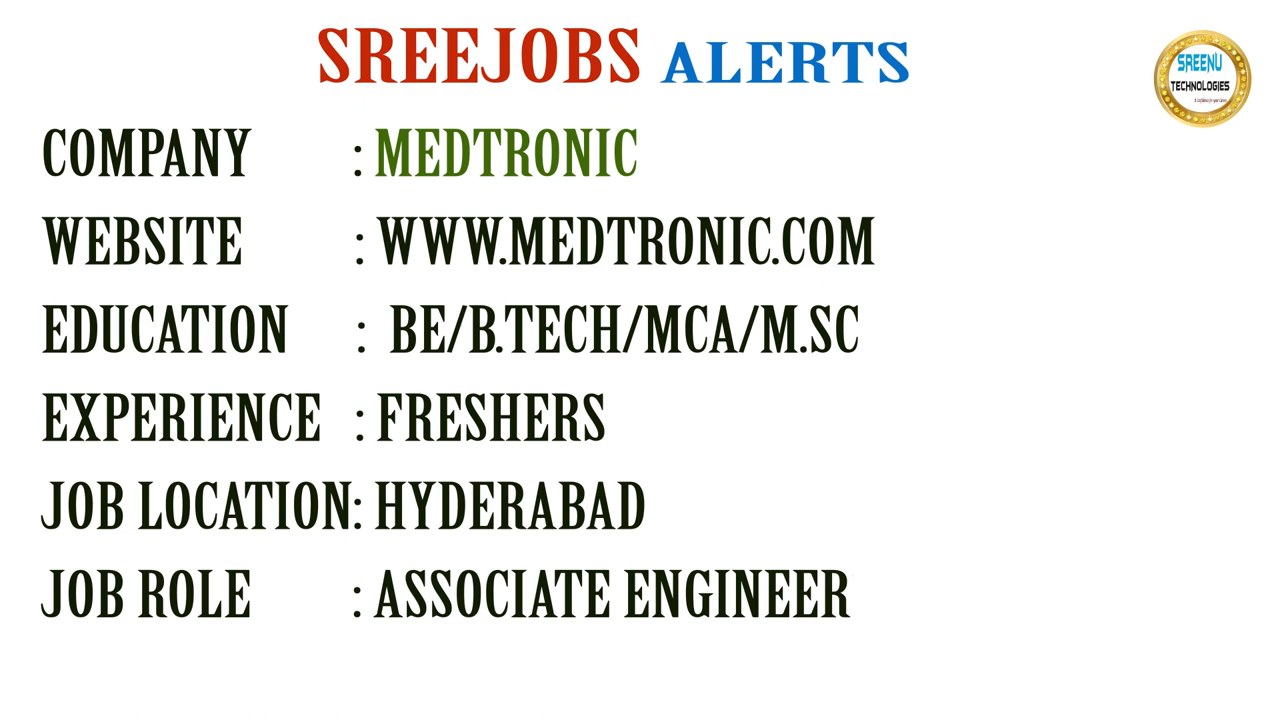 SREEJOBS ALERTS
SREENU
TECHNOLOGIES
COMPANY : MEDTRONIC
WEBSITE : WWW.MEDTRONIC.COM
EDUCATION : BE/B.TECH/MCA/M.SC
EXPERIENCE : FRESHERS
JOB LOCATION: HYDERABAD
JOB ROLE : ASSOCIATE ENGINEER